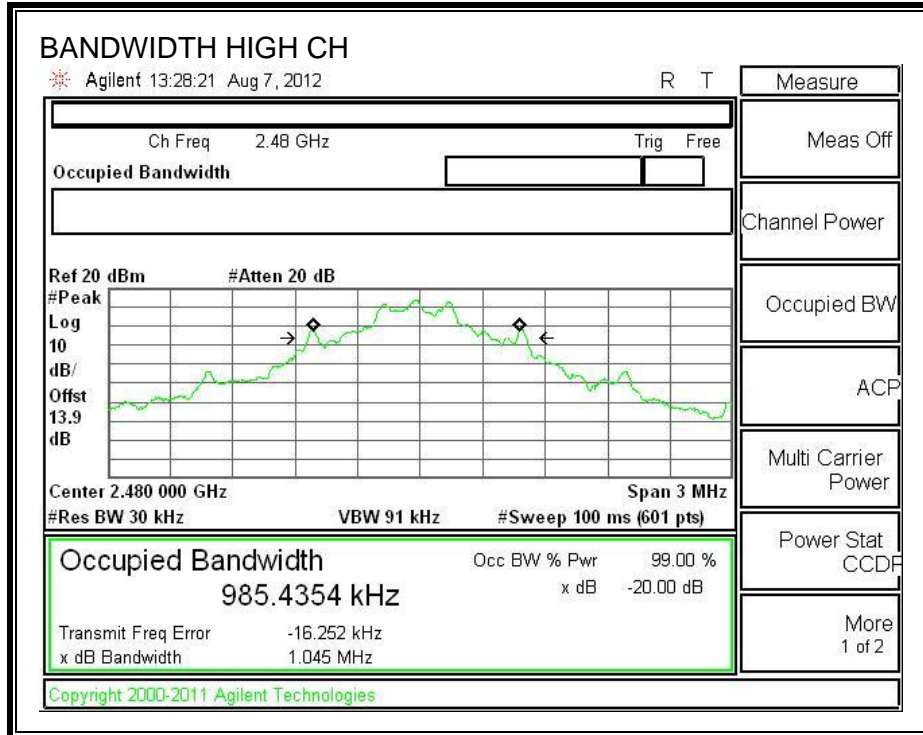 BANDWIDTH HIGH CH
Agilent 13:28:21 Aug 7, 2012 R T
Measure
Ch Freq 2.48 GHz Trig Free
Meas Off
Occupied Bandwidth
Channel Power
Ref 20 dBm #Atten 20 dB
#Peak
Log
10
dB/
Offst
13.9
dB
Occupied BW
ACP
Multi Carrier
Power
Center 2.480 000 GHz Span 3 MHz
#Res BW 30 kHz VBW 91 kHz #Sweep 100 ms (601 pts)
Occupied Bandwidth Occ BW % Pwr 99.00 %
985.4354 kHz x dB -20.00 dB
Power Stat
CCDF
Transmit Freq Error -16.252 kHz
x dB Bandwidth 1.045 MHz
More
1 of 2
Copyright 2000-2011 Agilent Technologies